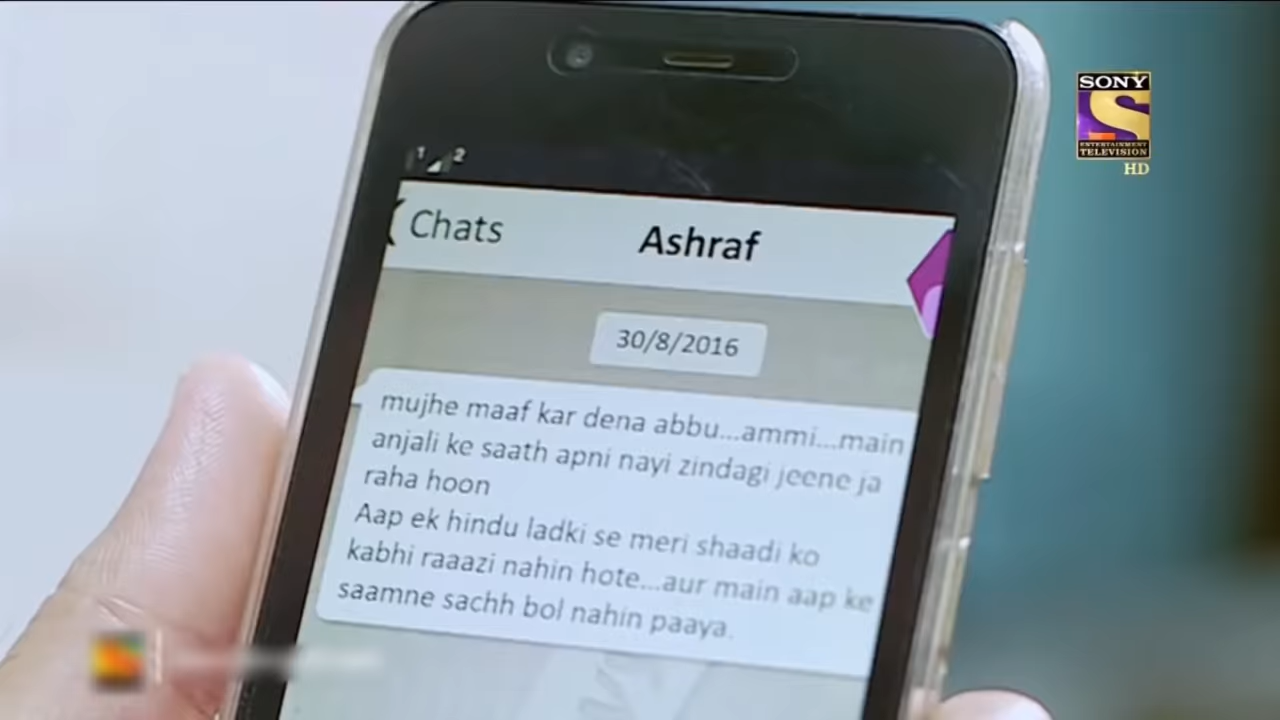 SONY
ENTERTAINMENT
TELEVISION
HD
1 2
Chats
Ashraf
30/8/2016
mujhe maaf kar dena abbu...ammi...main
anjali ke saath apni nayi zindagi jeene ja
raha hoon
Aap ek hindu ladki se meri shaadi ko
kabhi raaazi nahin hote...aur main aap ke
saamne sachh bol nahin paaya.